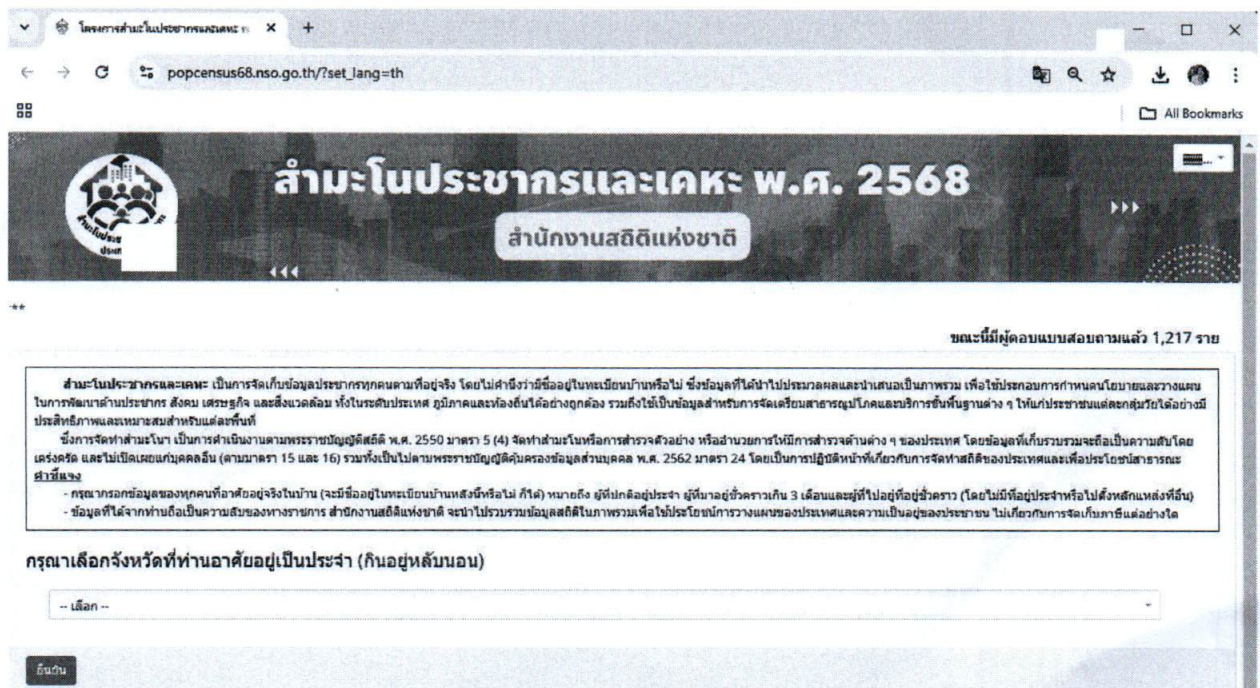 โครงการสำมะโนประชากรและเคหะ
popcensus68.nso.go.th/?set_lang=th
All Bookmarks
สำมะโนประชากรและเคหะ พ.ศ. 2568
สำนักงานสถิติแห่งชาติ
สำมะโนประชากร
**
ขณะนี้มีผู้ตอบแบบสอบถามแล้ว 1,217 ราย
สำมะโนประชากรและเคหะ เป็นการจัดเก็บข้อมูลประชากรทุกคนตามที่อยู่จริง โดยไม่คำนึงว่ามีชื่ออยู่ในทะเบียนบ้านหรือไม่ ซึ่งข้อมูลที่ได้นำไปประมวลผลและนำเสนอเป็นภาพรวม เพื่อใช้ประกอบการกำหนดนโยบายและวางแผน
ในการพัฒนาด้านประชากร สังคม เศรษฐกิจ และสิ่งแวดล้อม ทั้งในระดับประเทศ ภูมิภาคและท้องถิ่นได้อย่างถูกต้อง รวมถึงใช้เป็นข้อมูลสำหรับการจัดเตรียมสาธารณูปโภคและบริการขั้นพื้นฐานต่าง ๆ ให้แก่ประชาชนแต่ละกลุ่มวัยได้อย่างมี
ประสิทธิภาพและเหมาะสมสำหรับแต่ละพื้นที่
ซึ่งการจัดทำสำมะโนฯ เป็นการดำเนินงานตามพระราชบัญญัติสถิติ พ.ศ. 2550 มาตรา 5 (4) จัดทำสำมะโนหรือการสำรวจตัวอย่าง หรืออำนวยการให้มีการสำรวจด้านต่าง ๆ ของประเทศ โดยข้อมูลที่เก็บรวบรวมจะถือเป็นความลับโดย
เคร่งครัด และไม่เปิดเผยแก่บุคคลอื่น (ตามมาตรา 15 และ 16) รวมทั้งเป็นไปตามพระราชบัญญัติคุ้มครองข้อมูลส่วนบุคคล พ.ศ. 2562 มาตรา 24 โดยเป็นการปฏิบัติหน้าที่เกี่ยวกับการจัดทำสถิติของประเทศและเพื่อประโยชน์สาธารณะ
คำชี้แจง
- กรุณากรอกข้อมูลของทุกคนที่อาศัยอยู่จริงในบ้าน (จะมีชื่ออยู่ในทะเบียนบ้านหลังนี้หรือไม่ ก็ได้) หมายถึง ผู้ที่ปกติอยู่ประจำ ผู้ที่มาอยู่ชั่วคราวเกิน 3 เดือนและผู้ที่ไปอยู่ที่อยู่ชั่วคราว (โดยไม่มีที่อยู่ประจำหรือไปตั้งหลักแหล่งที่อื่น)
- ข้อมูลที่ได้จากท่านถือเป็นความลับของทางราชการ สำนักงานสถิติแห่งชาติ จะนำไปรวบรวมข้อมูลสถิติในภาพรวมเพื่อใช้ประโยชน์การวางแผนของประเทศและความเป็นอยู่ของประชาชน ไม่เกี่ยวกับการจัดเก็บภาษีแต่อย่างใด
กรุณาเลือกจังหวัดที่ท่านอาศัยอยู่เป็นประจำ (กินอยู่หลับนอน)
-- เลือก --
ยืนยัน